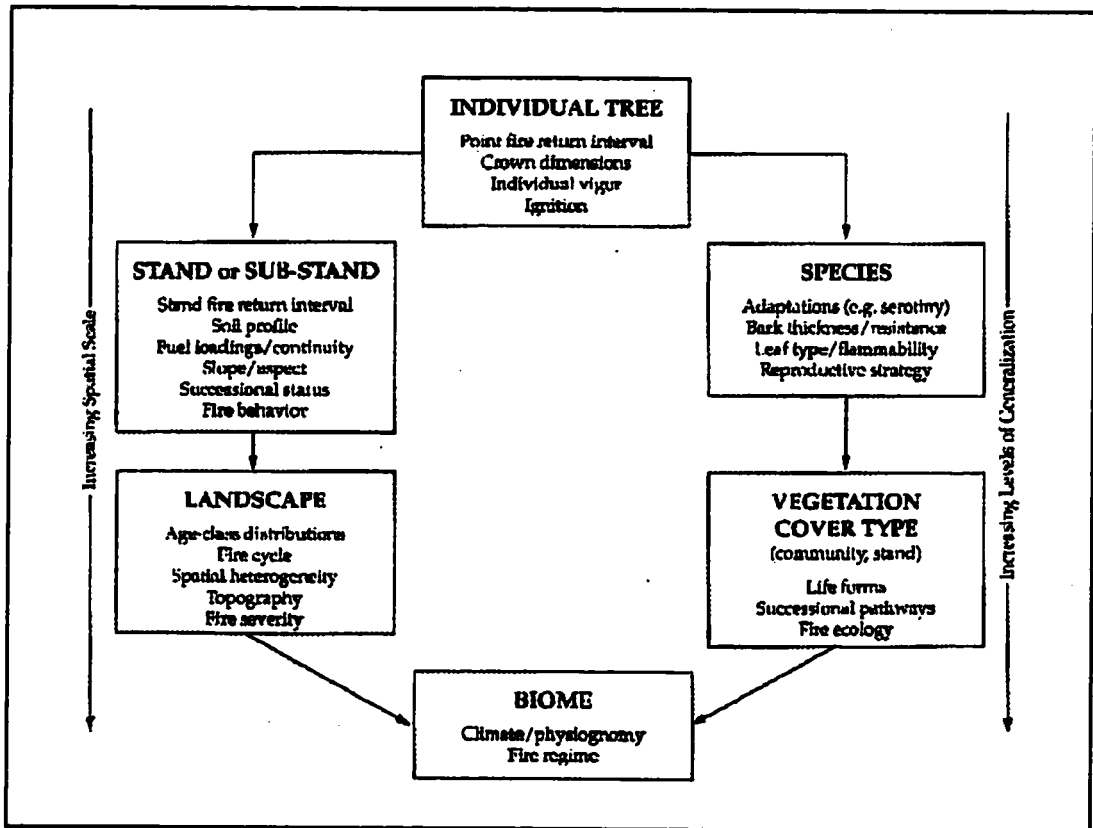 INDIVIDUAL TREE
Point fire return interval
Crown dimensions
Individual vigur
Ignition
STAND or SUB-STAND
Stand fire return interval
Soil profile
Fuel loadings/continuity
Slope/aspect
Successional status
Fire behavior
SPECIES
Adaptations (e.g. serotiny)
Bark thickness/resistance
Leaf type/flammability
Reproductive strategy
LANDSCAPE
Age-class distributions
Fire cycle
Spatial heterogeneity
Topography
Fire severity
VEGETATION
COVER TYPE
(community, stand)
Life forms
Successional pathways
Fire ecology
BIOME
Climate/physiognomy
Fire regime
Increasing Spatial Scale
Increasing Levels of Generalization